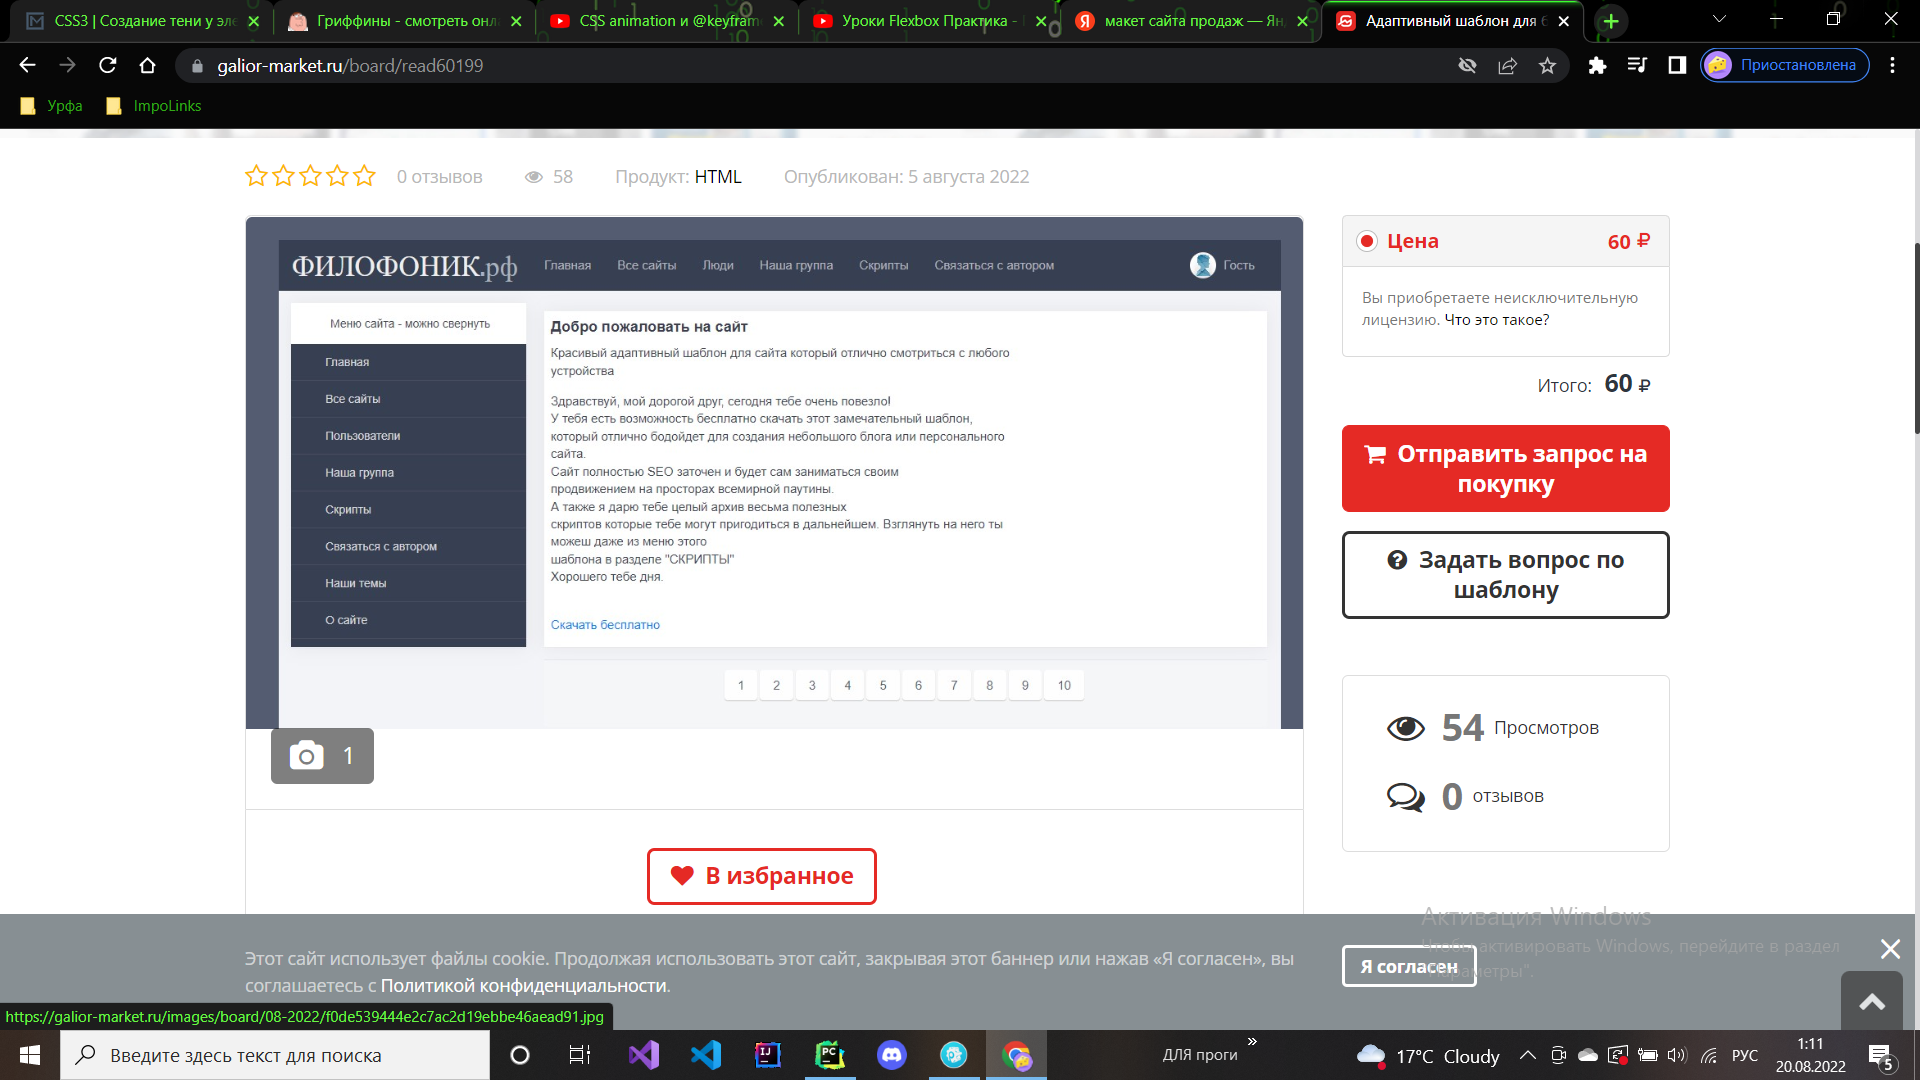 CSS3 | Создание тени у эле
Гриффины - смотреть онл
CSS animation и @keyfram
Уроки Flexbox Практика -
макет сайта продаж — Ян
Адаптивный шаблон для б
galior-market.ru/board/read60199
Приостановлена
Урфа
ImpoLinks
0 отзывов
58
Продукт: HTML
Опубликован: 5 августа 2022
ФИЛОФОНИК.рф
Главная
Все сайты
Люди
Наша группа
Скрипты
Связаться с автором
Гость
Меню сайта - можно свернуть
Главная
Все сайты
Пользователи
Наша группа
Скрипты
Связаться с автором
Наши темы
О сайте
Добро пожаловать на сайт
Красивый адаптивный шаблон для сайта который отлично смотриться с любого
устройства
Здравствуй, мой дорогой друг, сегодня тебе очень повезло!
У тебя есть возможность бесплатно скачать этот замечательный шаблон,
который отлично бодойдет для создания небольшого блога или персонального
сайта.
Сайт полностью SEO заточен и будет сам заниматься своим
продвижением на просторах всемирной паутины.
А также я дарю тебе целый архив весьма полезных
скриптов которые тебе могут пригодиться в дальнейшем. Взглянуть на него ты
можеш даже из меню этого
шаблона в разделе "СКРИПТЫ"
Хорошего тебе дня.
Скачать бесплатно
1 2 3 4 5 6 7 8 9 10
1
В избранное
Цена 60 ₽
Вы приобретаете неисключительную
лицензию. Что это такое?
Итого: 60 ₽
Отправить запрос на
покупку
Задать вопрос по
шаблону
54 Просмотров
0 отзывов
Активация Windows
Чтобы активировать Windows, перейдите в раздел
"Параметры".
Этот сайт использует файлы cookie. Продолжая использовать этот сайт, закрывая этот баннер или нажав «Я согласен», вы
соглашаетесь с Политикой конфиденциальности.
Я согласен
https://galior-market.ru/images/board/08-2022/f0de539444e2c7ac2d19ebbe46aead91.jpg
Введите здесь текст для поиска
ДЛЯ проги
17°C Cloudy
РУС
1:11
20.08.2022
5